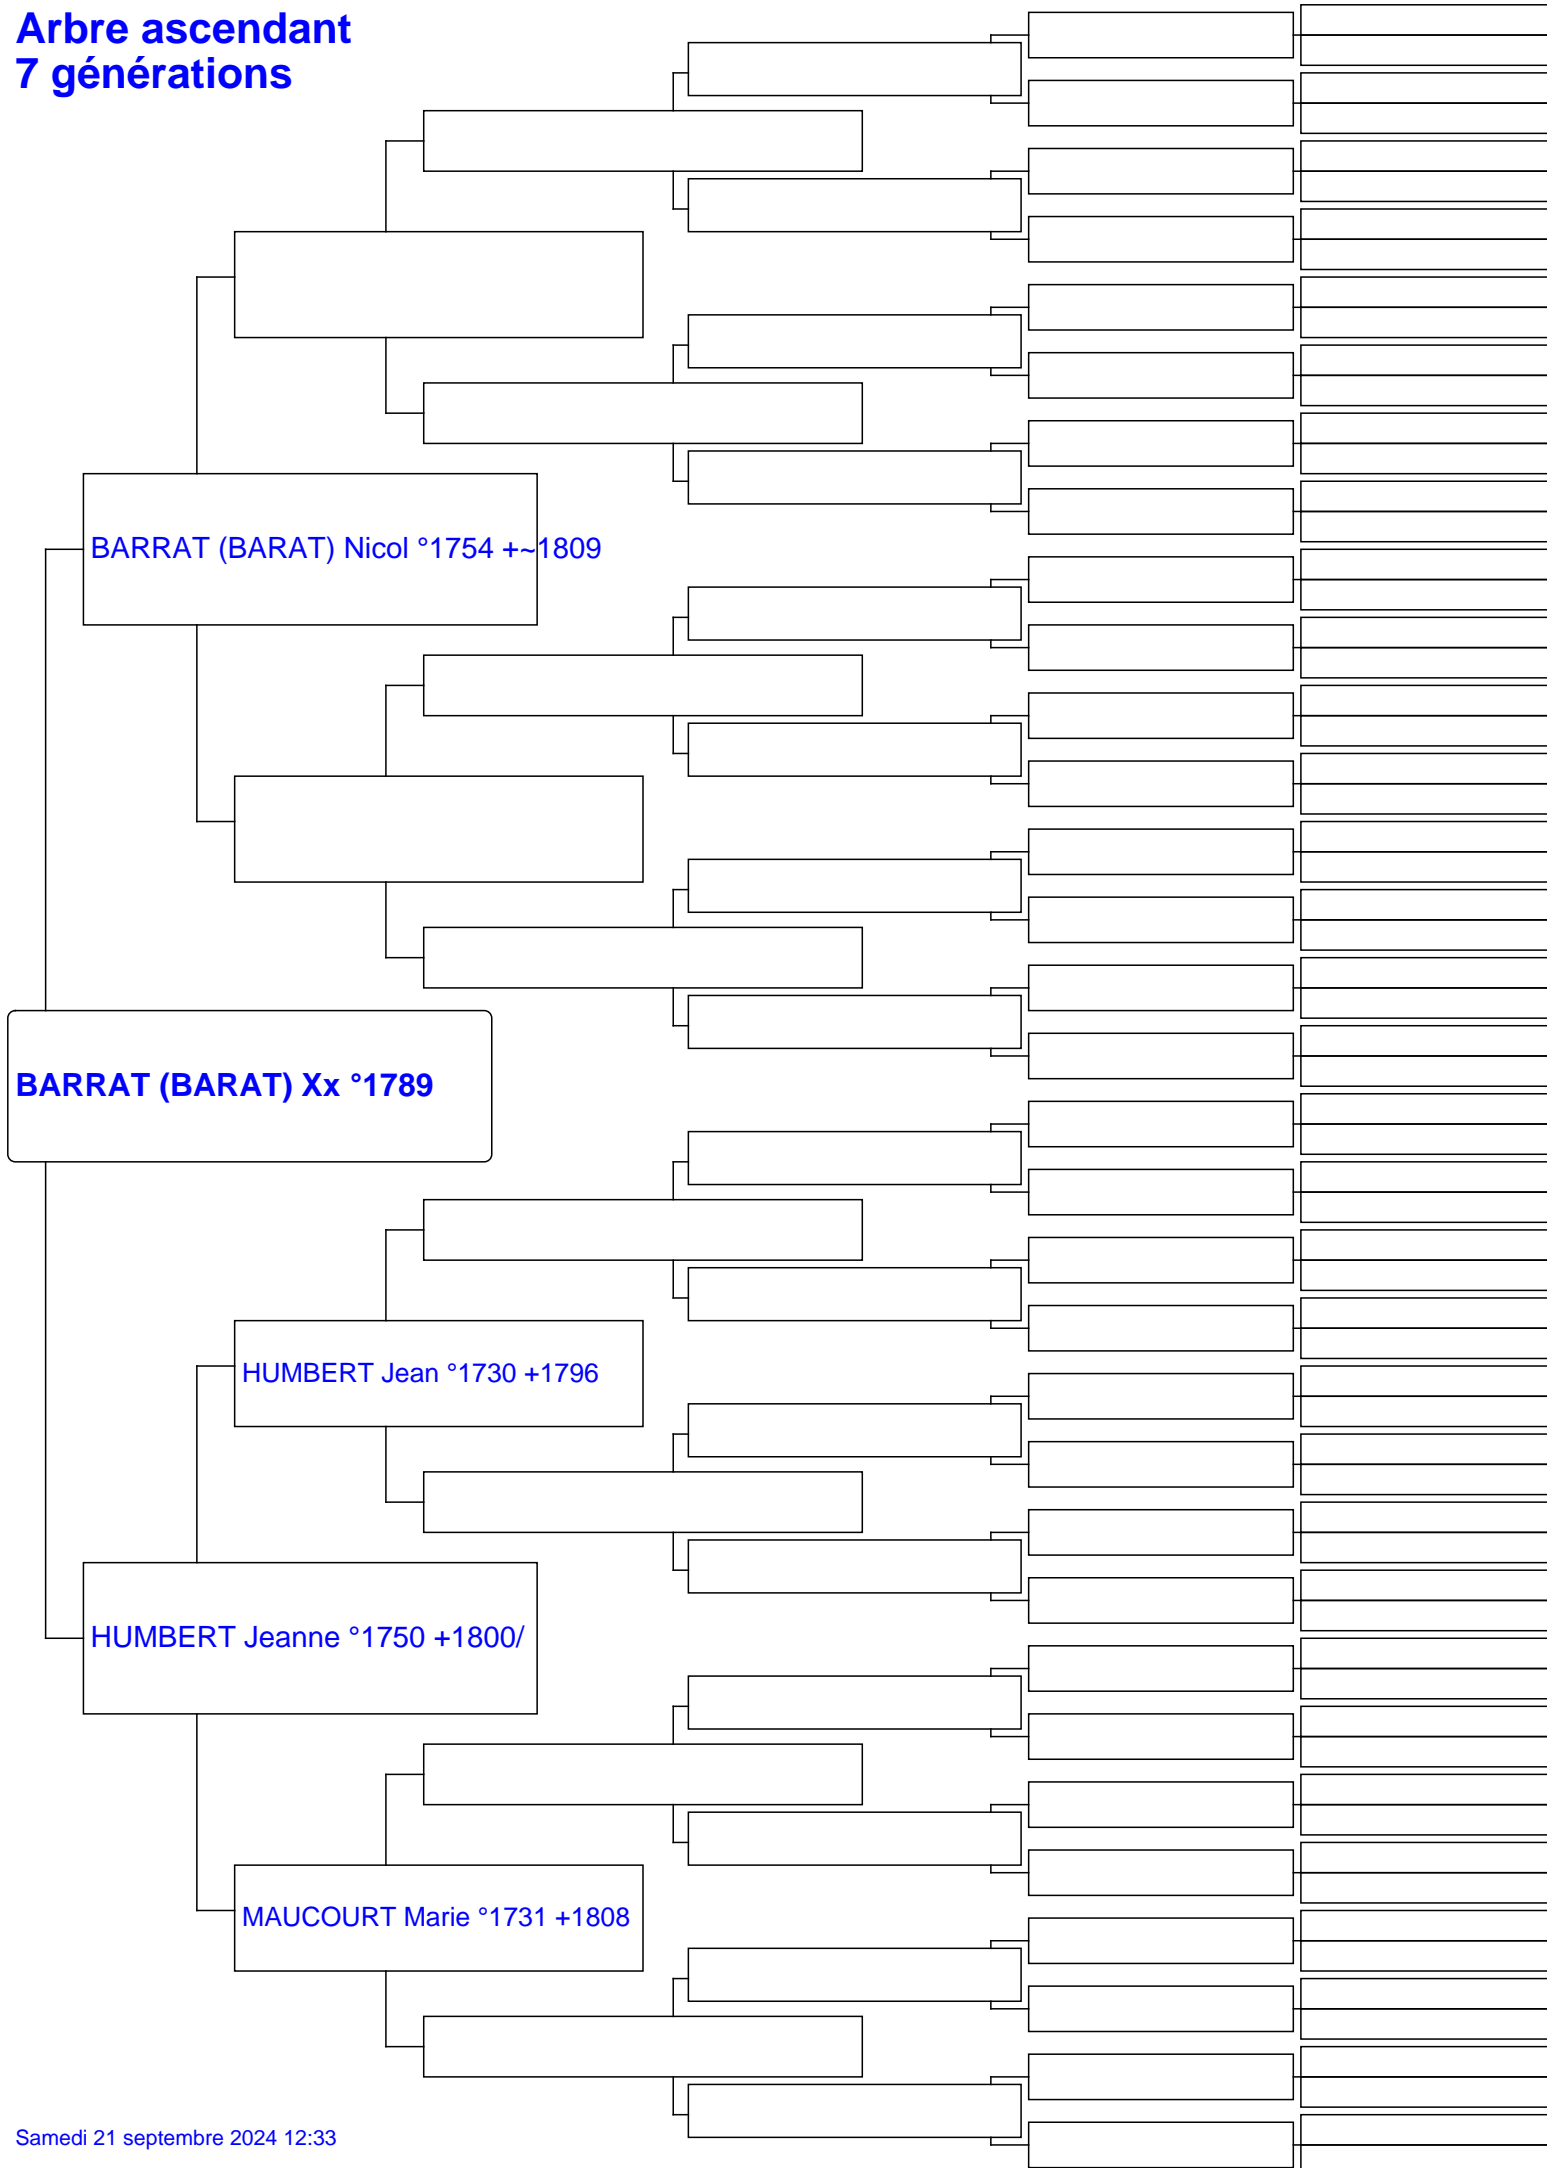 Arbre ascendant
7 générations
BARRAT (BARAT) Nicol °1754 +~1809
BARRAT (BARAT) Xx °1789
HUMBERT Jean °1730 +1796
HUMBERT Jeanne °1750 +1800/
MAUCOURT Marie °1731 +1808
Samedi 21 septembre 2024 12:33